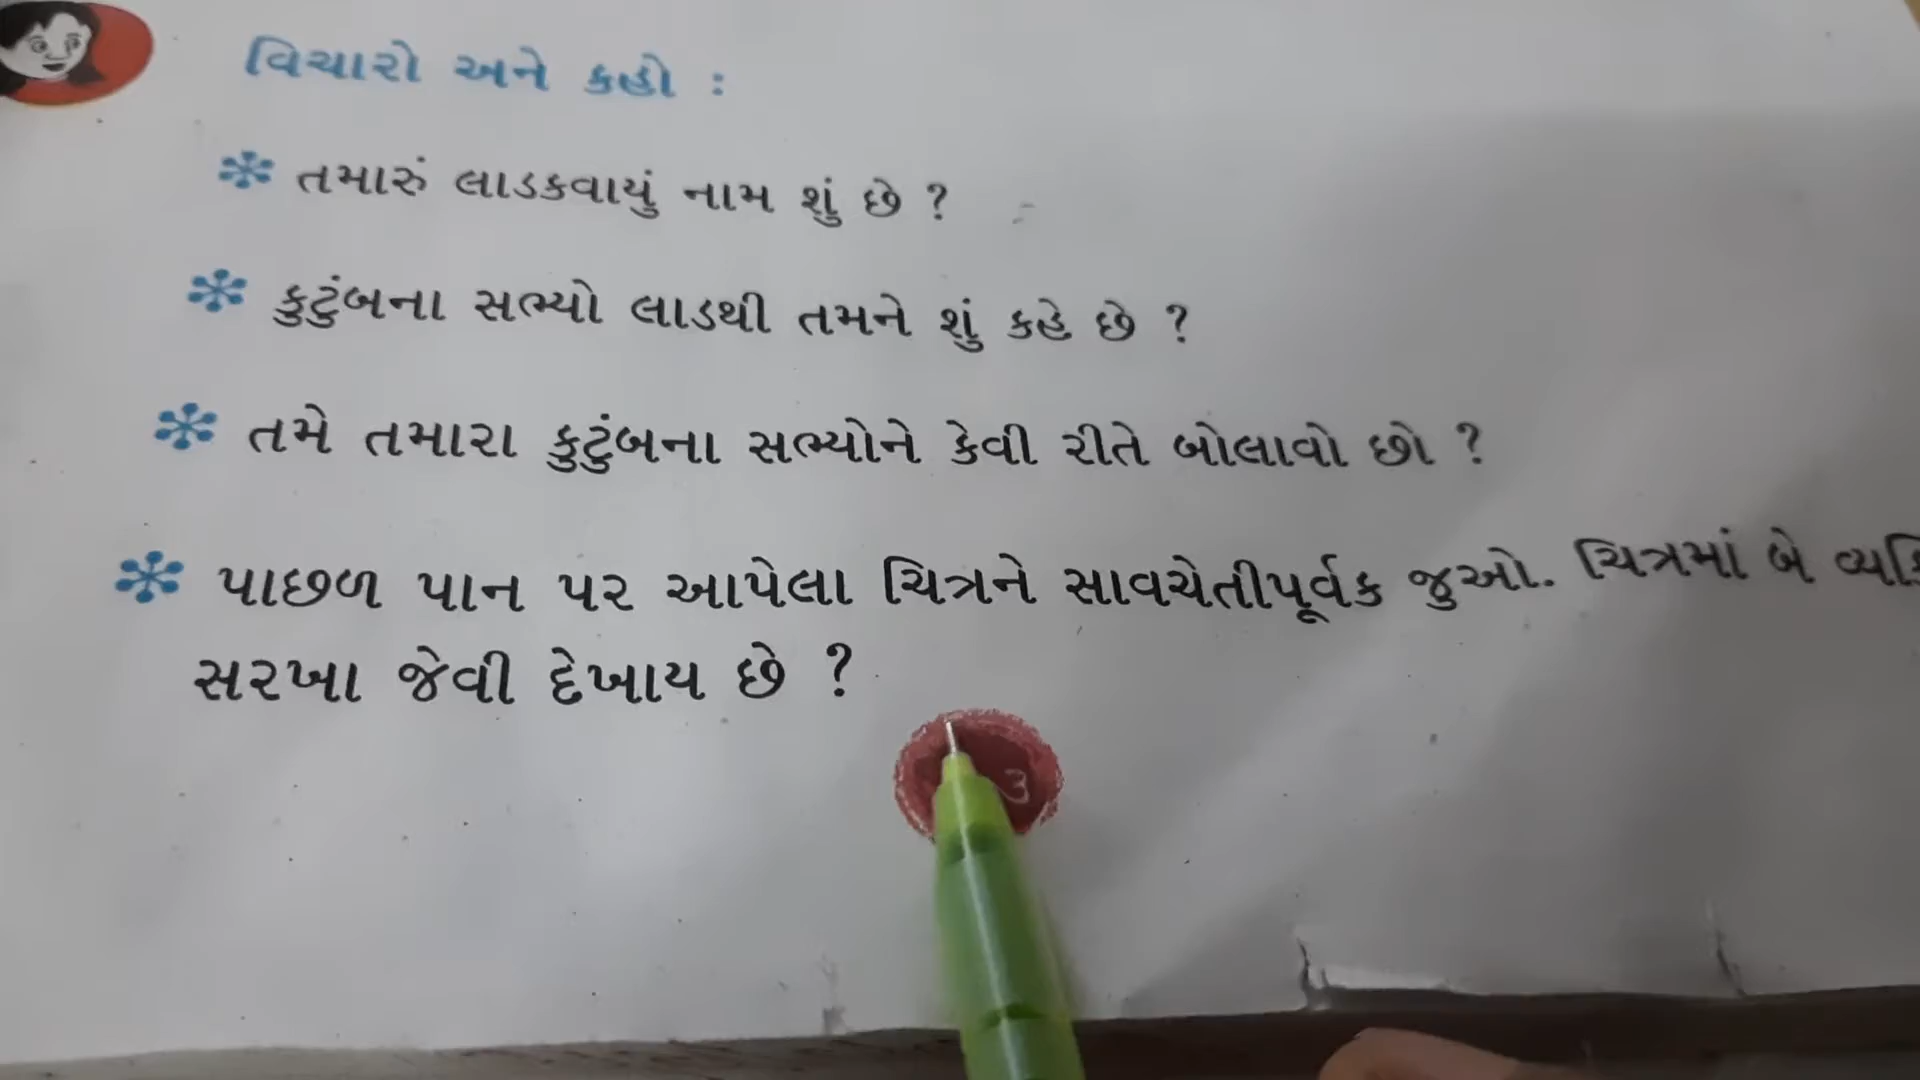 વિચારો અને કહો :
તમારું લાડકવાયું નામ શું છે ?
કુટુંબના સભ્યો લાડથી તમને શું કહે છે ?
તમે તમારા કુટુંબના સભ્યોને કેવી રીતે બોલાવો છો ?
પાછળ પાન પર આપેલા ચિત્રને સાવચેતીપૂર્વક જુઓ. ચિત્રમાં બે
સરખા જેવી દેખાય છે ?